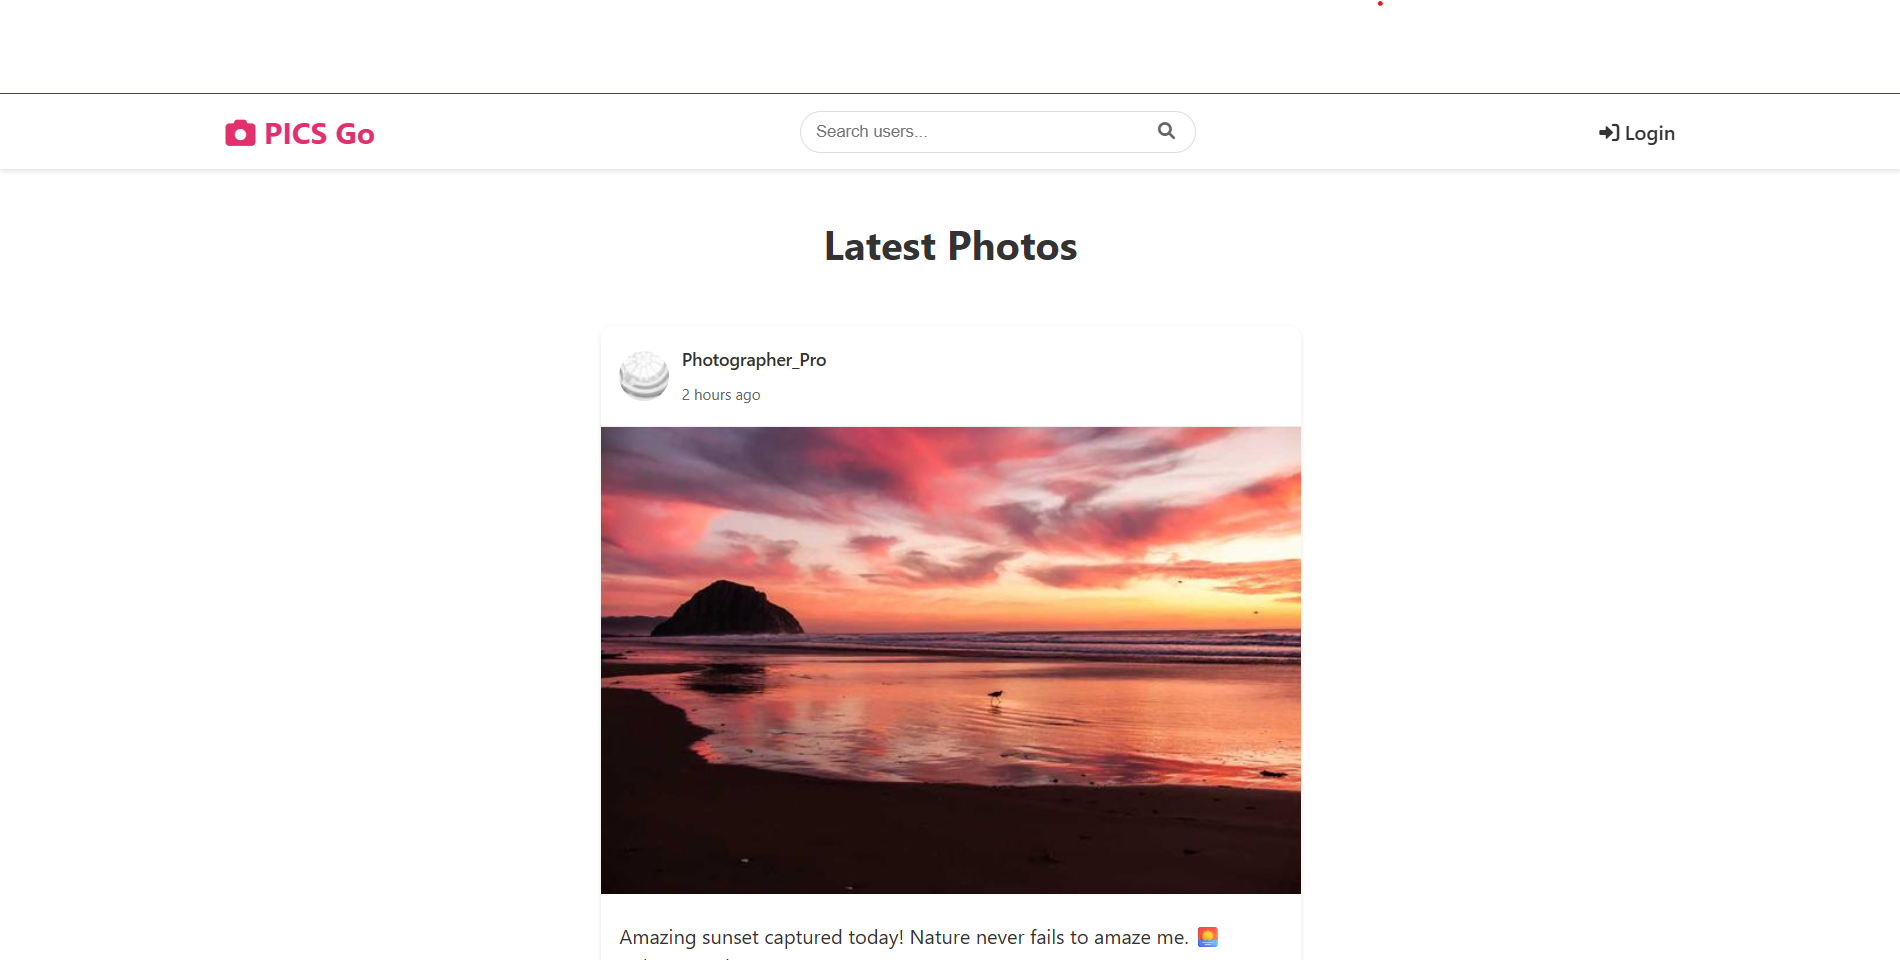 PICS Go
Search users...
Login
Latest Photos
Photographer_Pro
2 hours ago
Amazing sunset captured today! Nature never fails to amaze me. 🌅